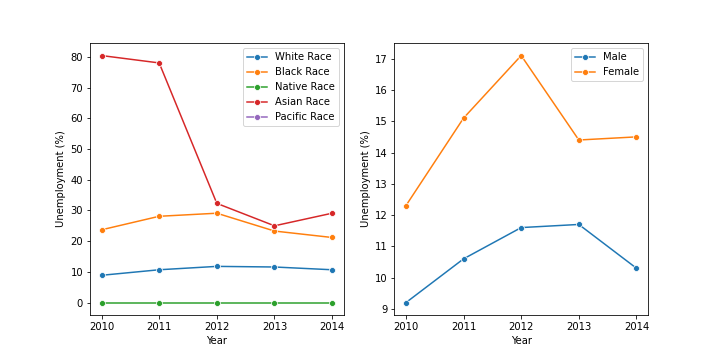 80
70
60
50
40
30
20
10
0
Unemployment (%)
2010 2011 2012 2013 2014
Year
White Race
Black Race
Native Race
Asian Race
Pacific Race
17
16
15
14
13
12
11
10
9
Unemployment (%)
2010 2011 2012 2013 2014
Year
Male
Female